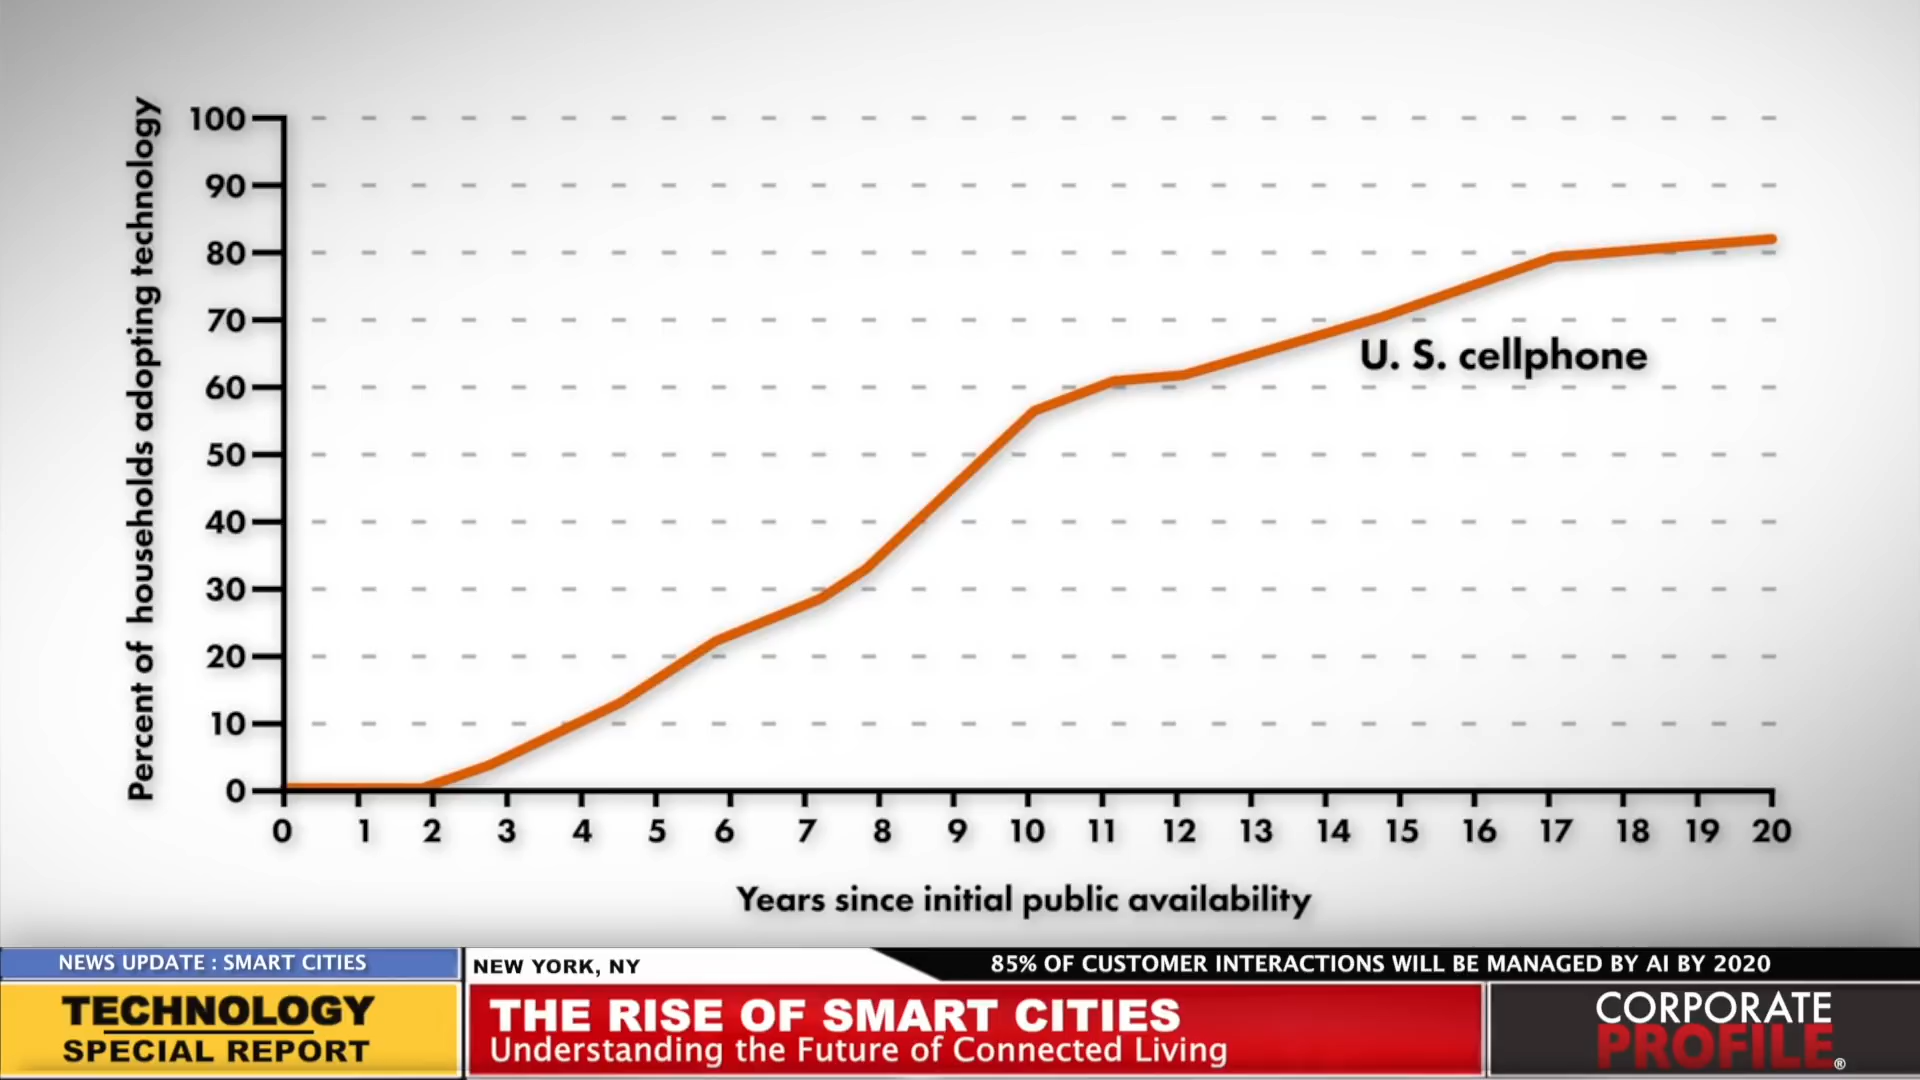 Percent of households adopting technology
100
90
80
70
60
50
40
30
20
10
0
U. S. cellphone
0 1 2 3 4 5 6 7 8 9 10 11 12 13 14 15 16 17 18 19 20
Years since initial public availability
NEWS UPDATE : SMART CITIES
NEW YORK, NY
85% OF CUSTOMER INTERACTIONS WILL BE MANAGED BY AI BY 2020
TECHNOLOGY
SPECIAL REPORT
THE RISE OF SMART CITIES
Understanding the Future of Connected Living
CORPORATE
PROFILE®